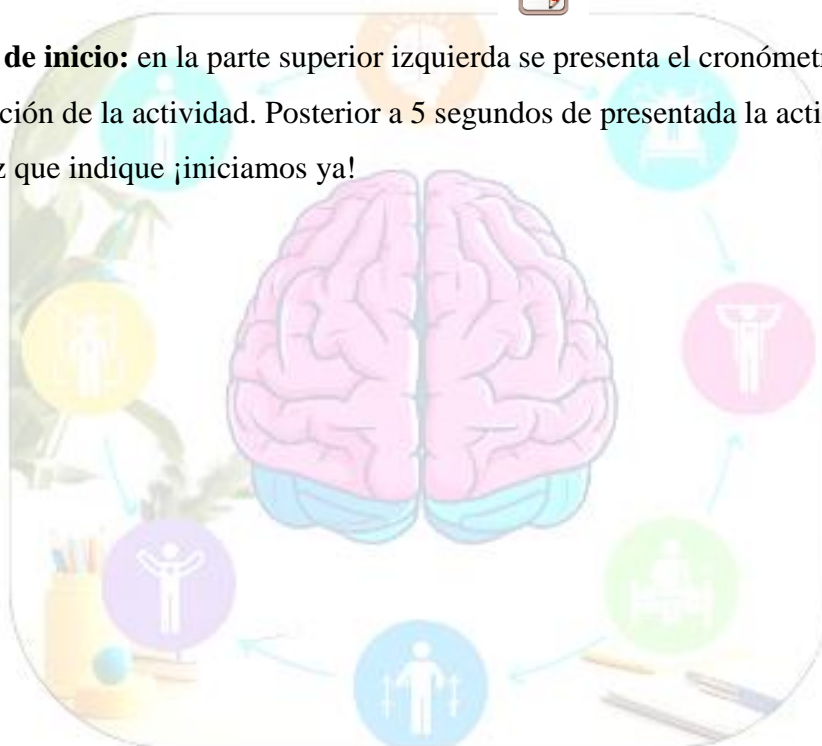 de inicio: en la parte superior izquierda se presenta el cronómetr
ción de la actividad. Posterior a 5 segundos de presentada la acti
z que indique ¡iniciamos ya!